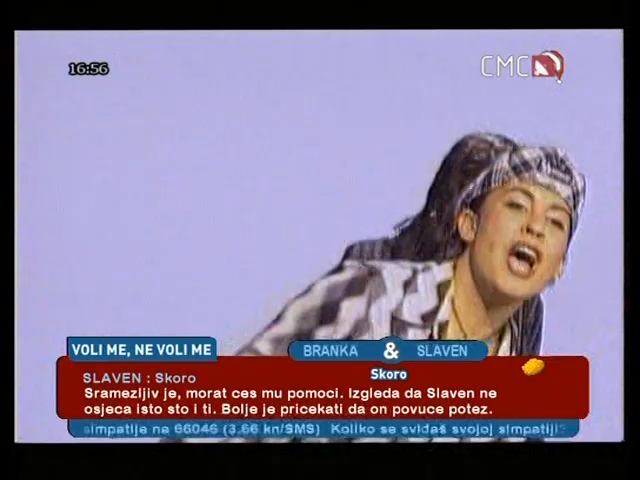 16:56
CMC
VOLI ME, NE VOLI ME
BRANKA & SLAVEN
Skoro
SLAVEN : Skoro
Sramezljiv je, morat ces mu pomoci. Izgleda da Slaven ne
osjeca isto sto i ti. Bolje je pricekati da on povuce potez.
simpatije na 66046 (3.66 kn/SMS) Koliko se sviđaš svojoj simpatiji?